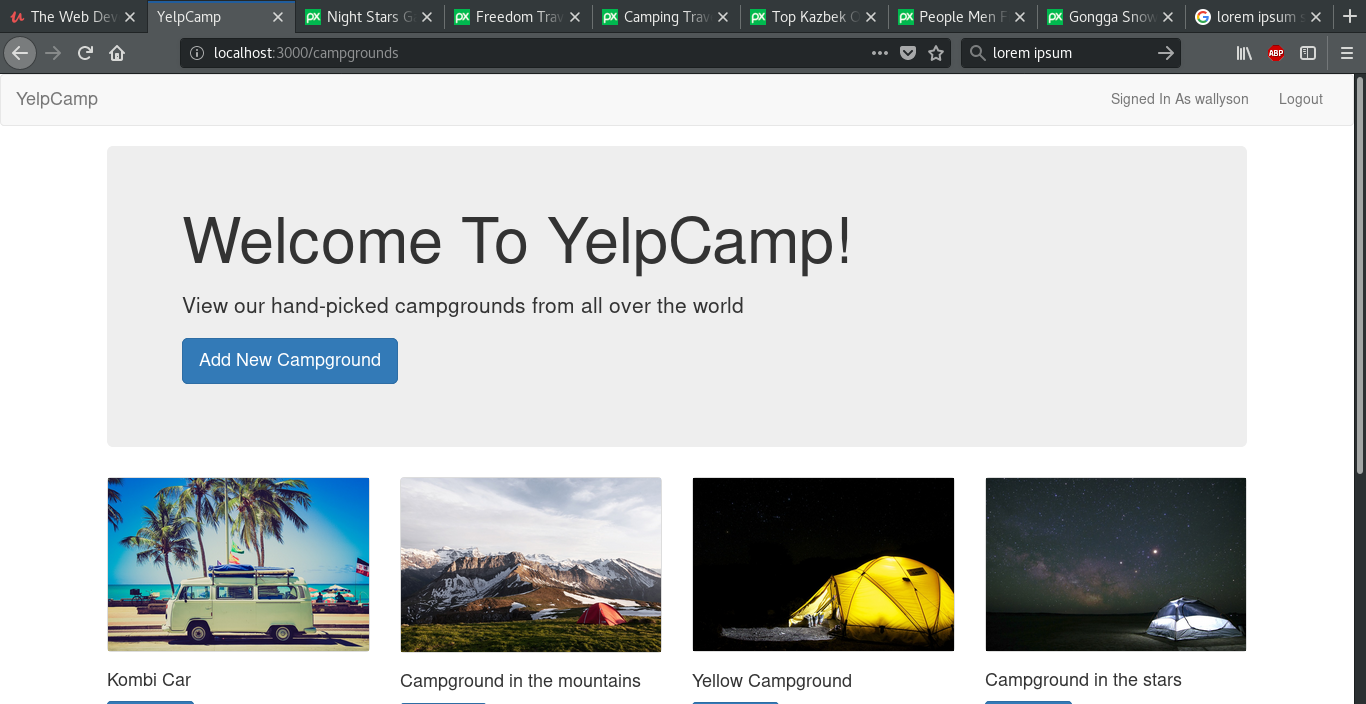 The Web Dev
YelpCamp
Night Stars G
Freedom Trav
Camping Trav
Top Kazbek C
People Men F
Gongga Snow
lorem ipsum s
localhost:3000/campgrounds
lorem ipsum
ABP
YelpCamp
Signed In As wallyson
Logout
Welcome To YelpCamp!
View our hand-picked campgrounds from all over the world
Add New Campground
Kombi Car
Campground in the mountains
Yellow Campground
Campground in the stars